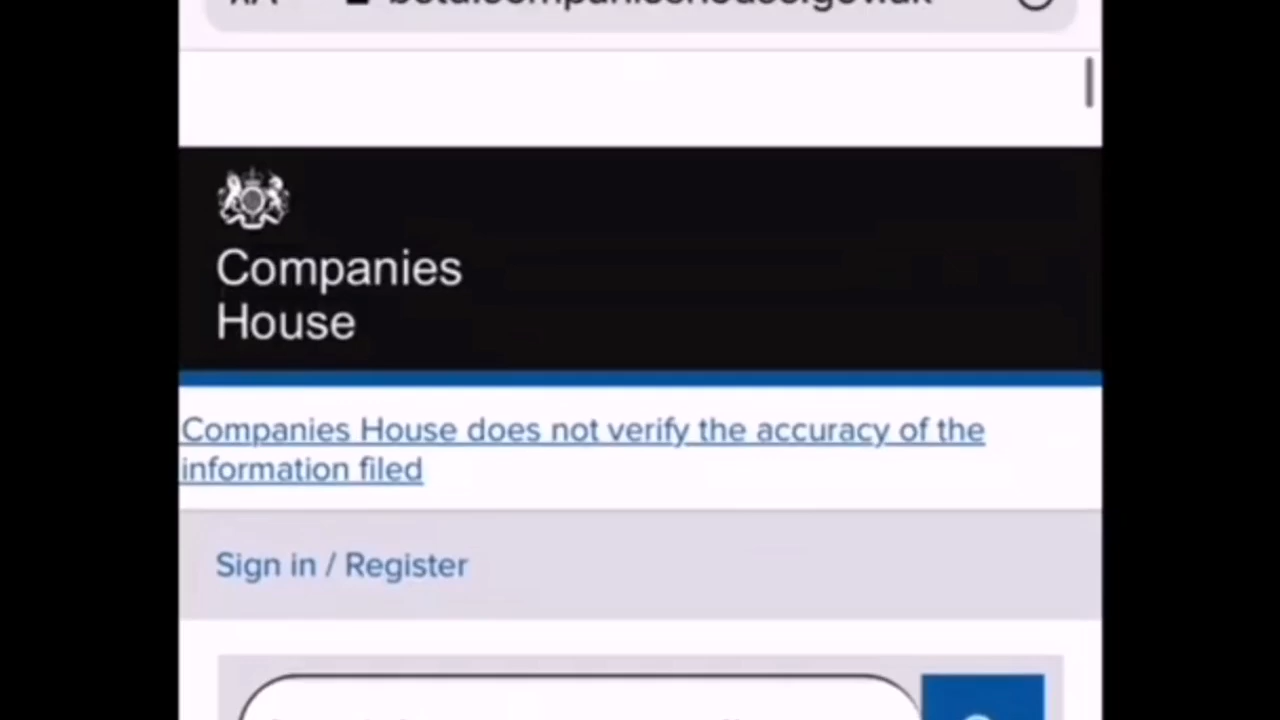 Companies
House
Companies House does not verify the accuracy of the
information filed
Sign in / Register